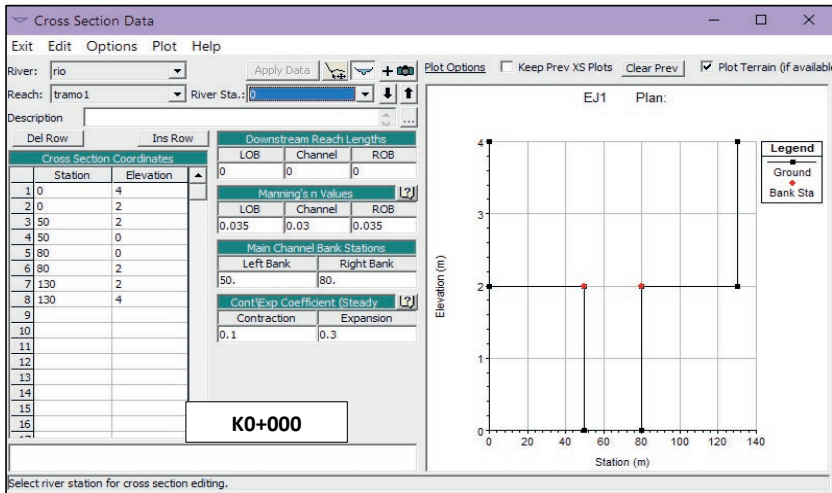 Cross Section Data
Exit Edit Options Plot Help
River: rio Apply Data + Plot Options Keep Prev XS Plots Clear Prev Plot Terrain (if available
Reach: tramo1 River Sta.: 0
Description ...
Del Row Ins Row
Cross Section Coordinates
Station Elevation
1 0 4
2 0 2
3 50 2
4 50 0
5 80 0
6 80 2
7 130 2
8 130 4
9
10
11
12
13
14
15
16
Downstream Reach Lengths
LOB Channel ROB
0 0 0
Manning's n Values ?
LOB Channel ROB
0.035 0.03 0.035
Main Channel Bank Stations
Left Bank Right Bank
50. 80.
Cont\Exp Coefficient (Steady ?
Contraction Expansion
0.1 0.3
K0+000
EJ1 Plan:
Legend
Ground
Bank Sta
Elevation (m)
4
3
2
1
0
0 20 40 60 80 100 120 140
Station (m)
Select river station for cross section editing.